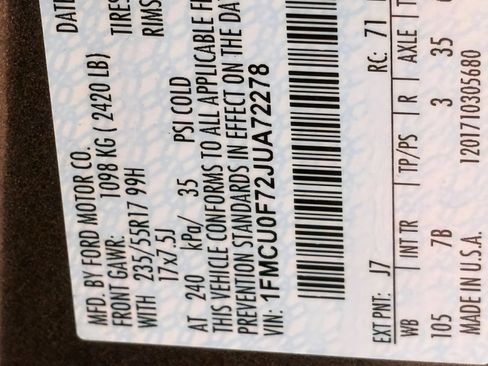 MFD. BY FORD MOTOR CO. DATE
FRONT GAWR: 1098 KG ( 2420 LB)
WITH 235/55R17 99H TIRES
17x7.5J RIMS
AT 240 kPa/ 35 PSI COLD
THIS VEHICLE CONFORMS TO ALL APPLICABLE
PREVENTION STANDARDS IN EFFECT ON THE
VIN: 1FMCU0F72JUA72278
EXT PNT: J7 RC: 71
WB INT TR TP/PS R AXLE
105 7B 3 35
MADE IN U.S.A. 1201710305680